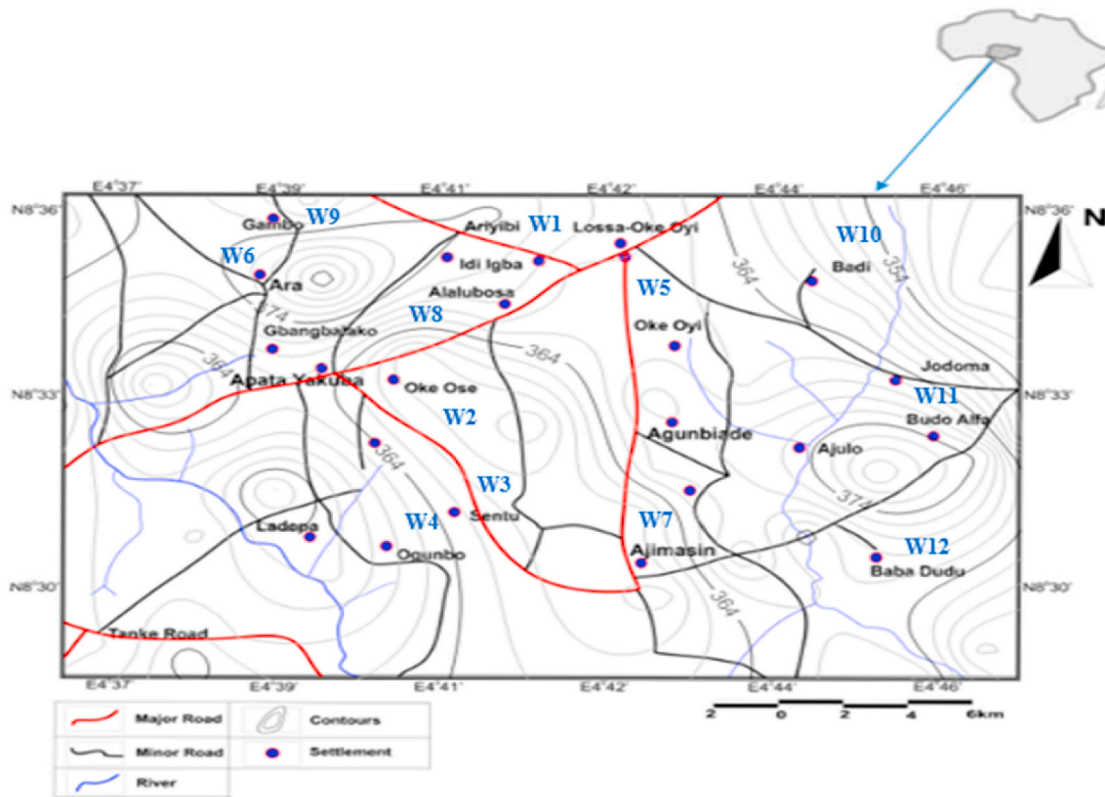 E4°37' E4°39' E4°41' E4°42' E4°44' E4°46'
N8°36' N8°36'
N
W9 Gambo
Ariyibi W1 Lossa-Oke Oyi
W10
354
W6 Ara
Idi Igba
364
Badi
374
Alalubosa
W5
W8
Gbangbalako
Oke Oyi
364
364
Jodoma
Apata Yakuba
Oke Ose
N8°33' N8°33'
W11
W2
Budo Alfa
Agunbiade
Ajulo
364
W3
374
Sentu
W4
W7
Ladepa
Ogunbo
Ajimasin
W12
Baba Dudu
N8°30' N8°30'
364
Tanke Road
E4°37' E4°39' E4°41' E4°42' E4°44' E4°46'
Major Road Contours
2 0 2 4 6km
Minor Road Settlement
River